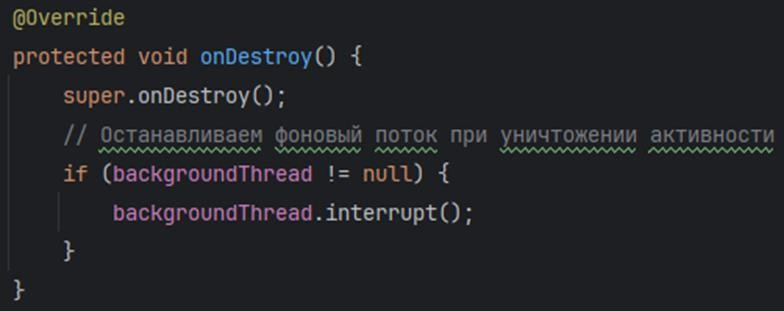 @Override
protected void onDestroy() {
super.onDestroy();
// Останавливаем фоновый поток при уничтожении активности
if (backgroundThread != null) {
backgroundThread.interrupt();
}
}